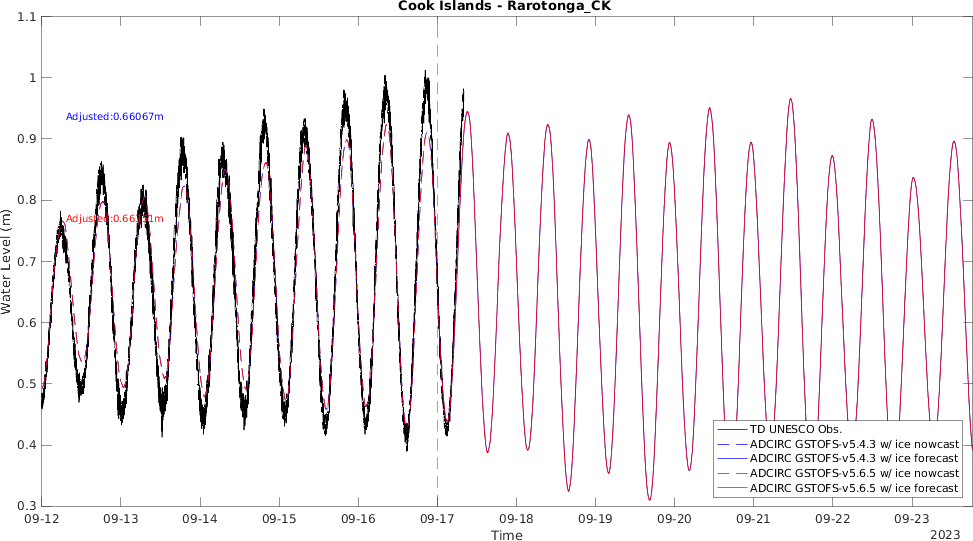 Cook Islands - Rarotonga_CK
1.1
1
0.9
0.8
0.7
0.6
0.5
0.4
0.3
Water Level (m)
Adjusted:0.66067m
TD UNESCO Obs.
ADCIRC GSTOFS-v5.4.3 w/ ice nowcast
ADCIRC GSTOFS-v5.4.3 w/ ice forecast
ADCIRC GSTOFS-v5.6.5 w/ ice nowcast
ADCIRC GSTOFS-v5.6.5 w/ ice forecast
09-12
09-13
09-14
09-15
09-16
09-17
09-18
09-19
09-20
09-21
09-22
09-23
Time
2023